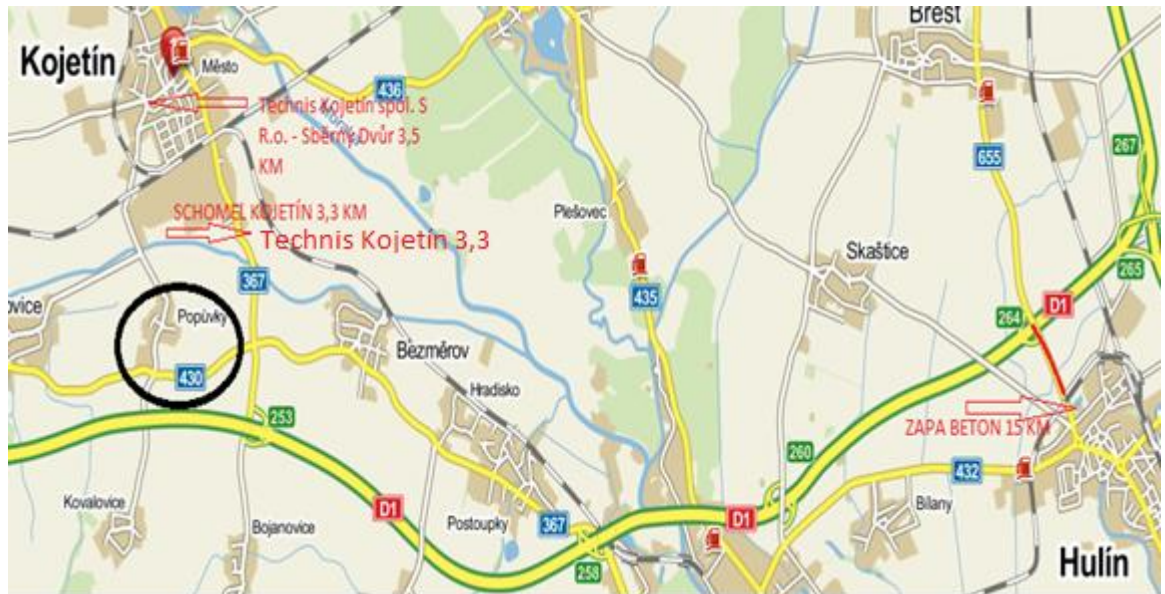 Břest
Kojetín
Město
436
Technis Kojetín spol. S
R.o. - Sběrný Dvůr 3,5
KM
267
655
SCHOMEL KOJETÍN 3,3 KM
Technis Kojetín 3,3
Plešovec
Skaštice
265
367
435
D1
264
ovice
Popůvky
Bezměrov
430
Hradisko
253
ZAPA BETON 15 KM
260
432
Kovalovice
D1
D1
Bílany
Bojanovice
Postoupky
367
258
Hulín